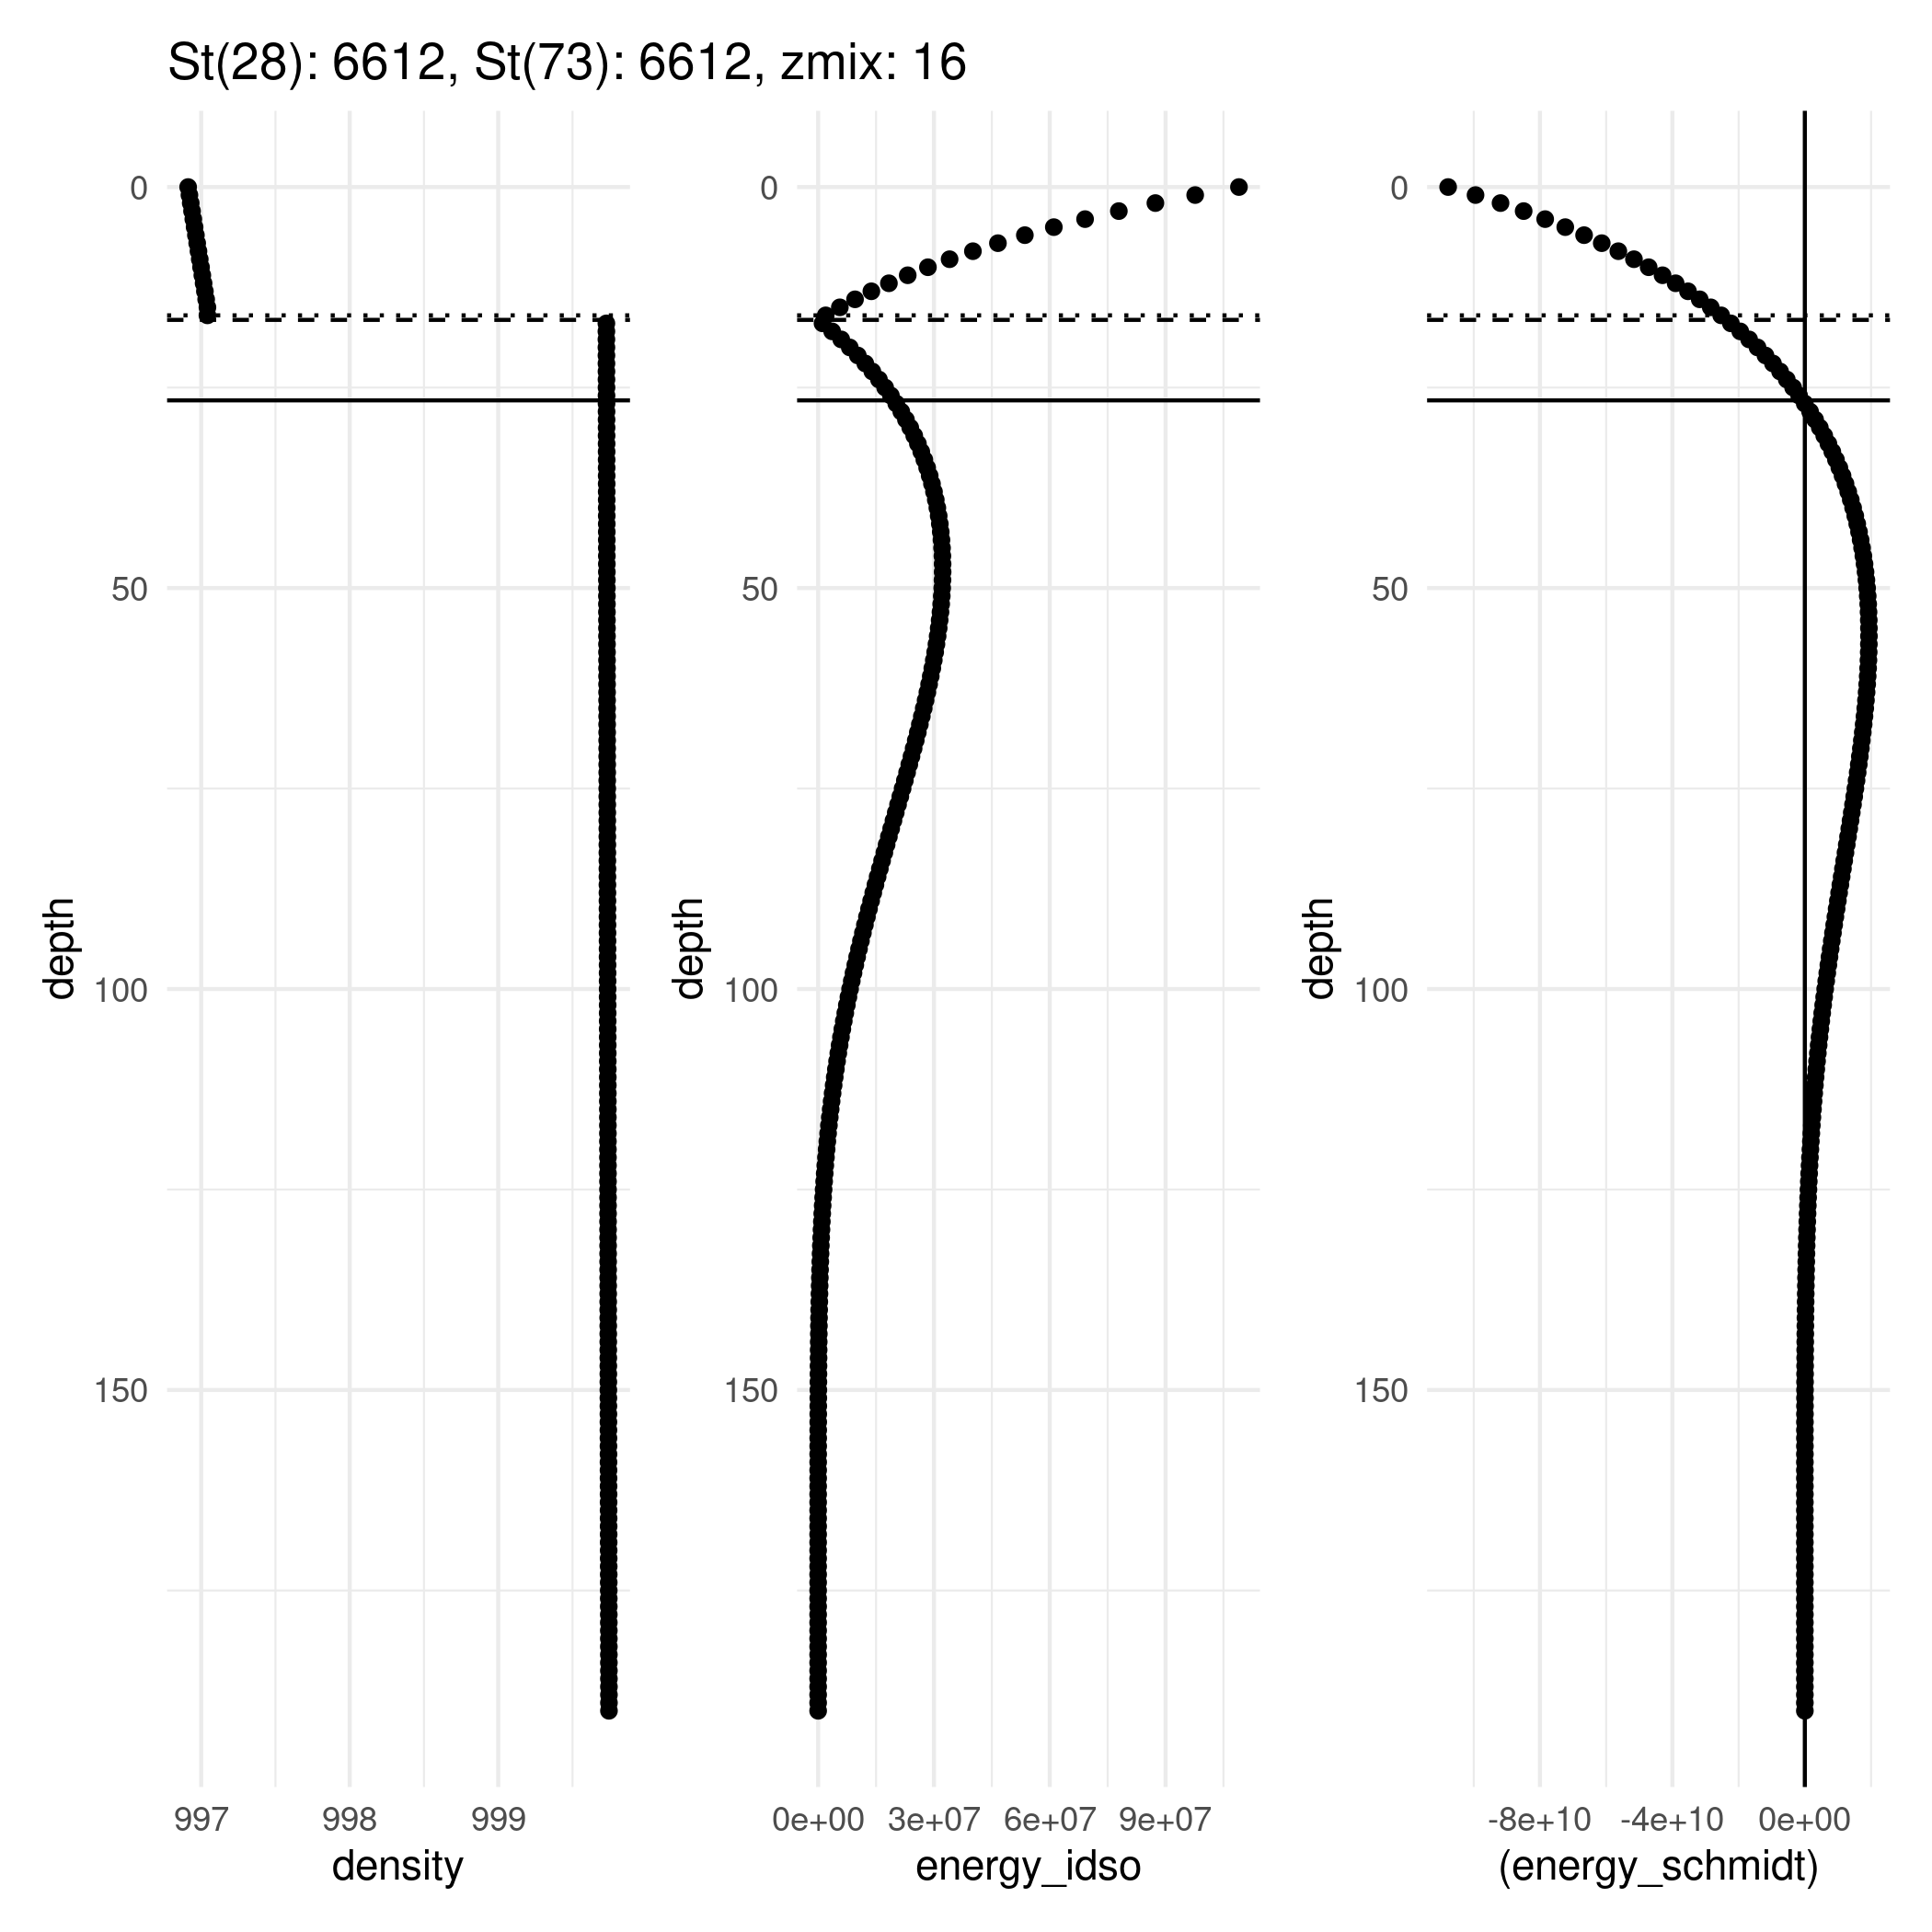 St(28): 6612, St(73): 6612, zmix: 16
0
50
100
150
depth
997 998 999
density
0
50
100
150
depth
0e+00 3e+07 6e+07 9e+07
energy_idso
0
50
100
150
depth
-8e+10 -4e+10 0e+00
(energy_schmidt)